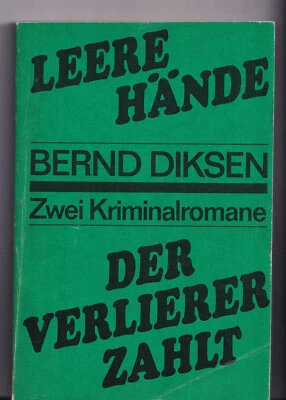 LEERE
HÄNDE
BERND DIKSEN
Zwei Kriminalromane
DER
VERLIERER
ZAHLT